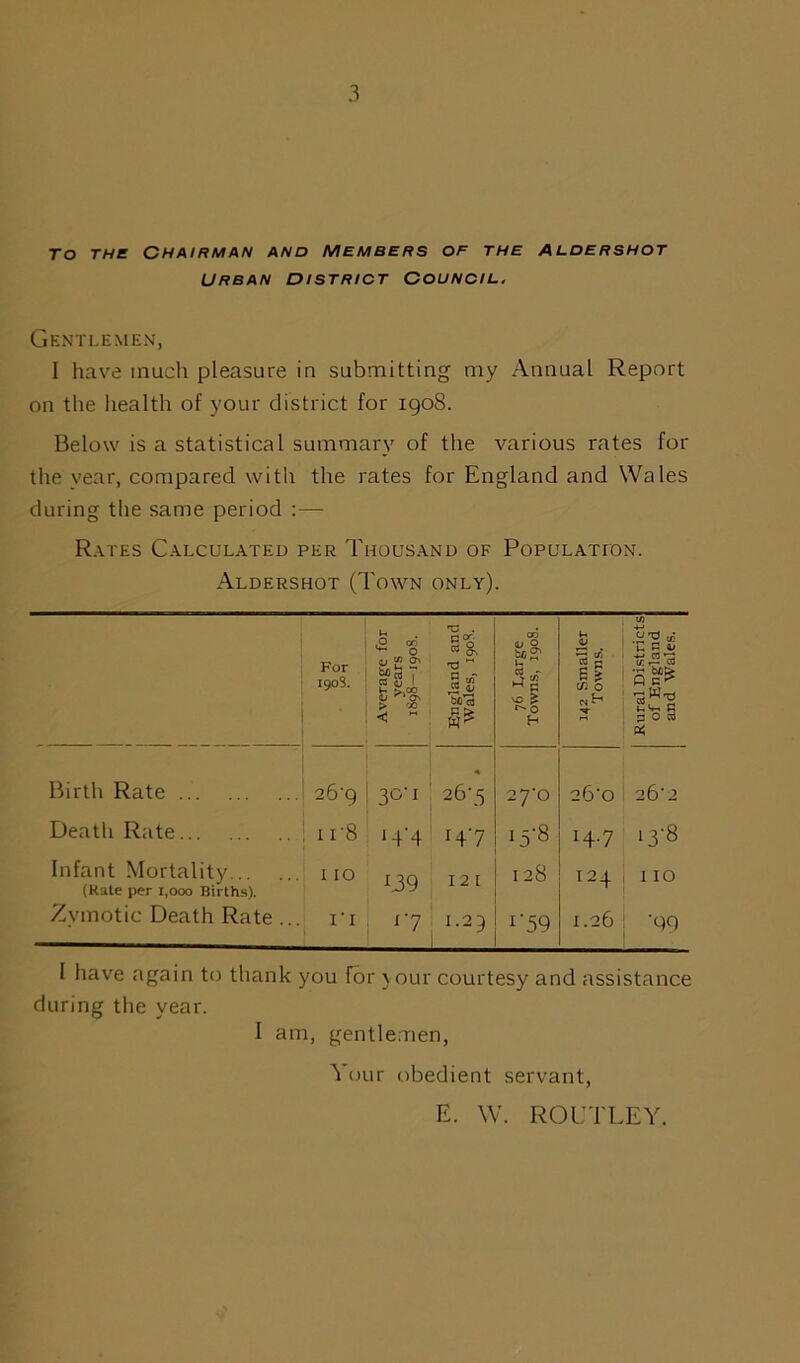 3
TO THE CHAIRMAN AND MEMBERS OF THE ALDERSHOT
URBAN DISTRICT COUNCIL.
GENTLEMEN,
I have much pleasure in submitting my Annual Report
on the health of your district for 1908.
Below is a statistical summary of the various rates for
the year, compared with the rates for England and Wales
during the same period :—
RATES CALCULATED PER THOUSAND OF POPULATION.
ALDERSHOT (TOWN ONLY).
For 1908. | Average for years 1898—1908. | England and Wales, 1908. | 76 Large Towns, 1908. | 142 Smaller Towns. | Rural Districts of England and Wales.
Birth Rate ... ... ... 26·9 30·1 26·5 27·0 26·0 26·2
Death Rate... ... ... 11·8 14·4 14·7 15·8 14.7 13·8
Infant Mortality... ... 110 139 121 128 124 110
(Rate per 1,000 Births).
Zymotic Death Rate ... 1·1 1·7 1.29 1·59 1.26 ·99
I have again to thank you for your courtesy and assistance
during the year.
I am, gentlemen,
Your obedient servant,
E. W. ROUTLEY.